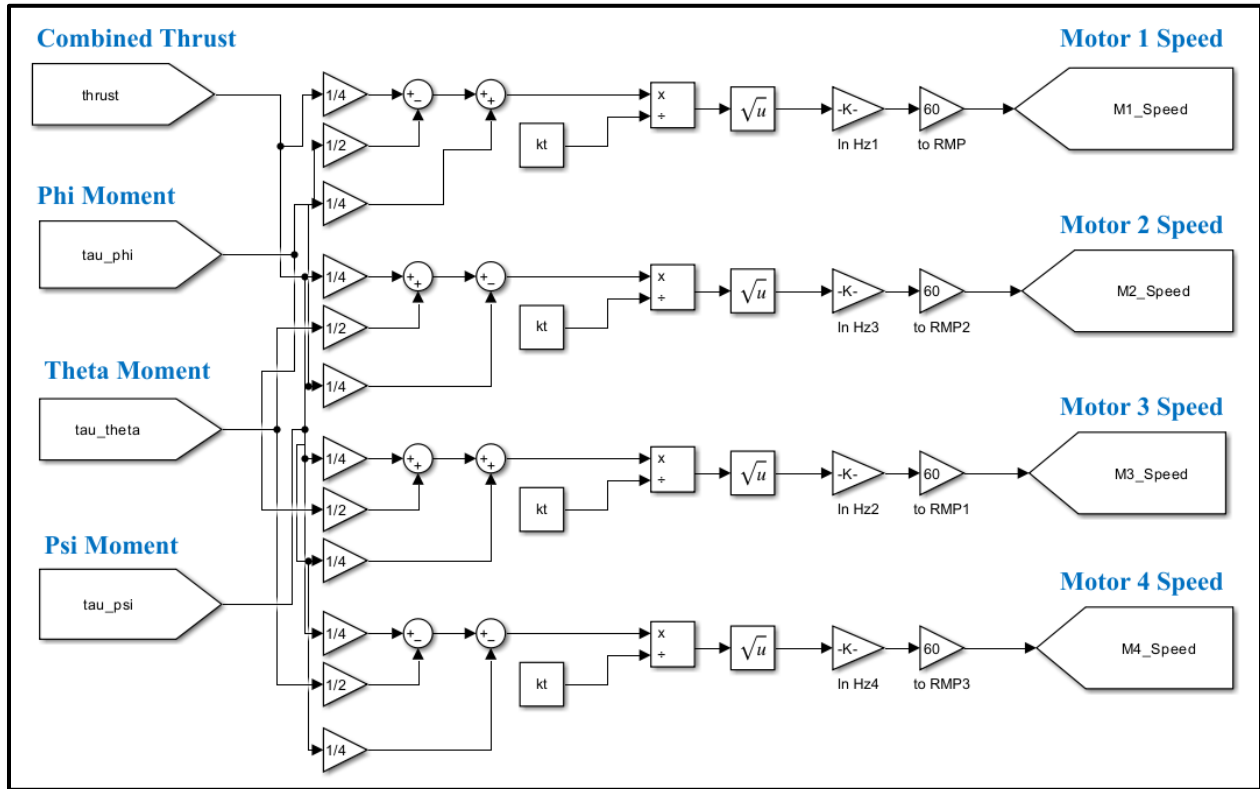 Combined Thrust
Motor 1 Speed
thrust
1/4
+
−
+
+
x
÷
√u
-K-
60
M1_Speed
1/2
kt
In Hz1
to RMP
Phi Moment
1/4
Motor 2 Speed
tau_phi
1/4
+
+
+
−
x
÷
√u
-K-
60
M2_Speed
1/2
kt
In Hz3
to RMP2
Theta Moment
1/4
Motor 3 Speed
tau_theta
1/4
+
+
+
+
x
÷
√u
-K-
60
M3_Speed
1/2
kt
In Hz2
to RMP1
Psi Moment
1/4
Motor 4 Speed
tau_psi
1/4
+
−
+
−
x
÷
√u
-K-
60
M4_Speed
1/2
kt
In Hz4
to RMP3
1/4